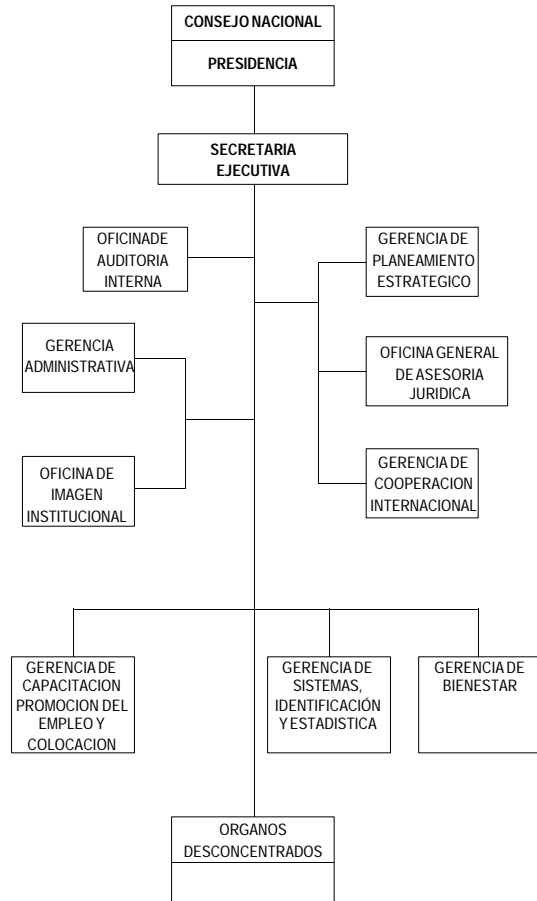 CONSEJO NACIONAL
PRESIDENCIA
SECRETARIA
EJECUTIVA
OFICINADE
AUDITORIA
INTERNA
GERENCIA DE
PLANEAMIENTO
ESTRATEGICO
GERENCIA
ADMINISTRATIVA
OFICINA GENERAL
DE ASESORIA
JURIDICA
OFICINA DE
IMAGEN
INSTITUCIONAL
GERENCIA DE
COOPERACION
INTERNACIONAL
GERENCIA DE
CAPACITACION
PROMOCION DEL
EMPLEO Y
COLOCACION
GERENCIA DE
SISTEMAS,
IDENTIFICACIÓN
Y ESTADISTICA
GERENCIA DE
BIENESTAR
ORGANOS
DESCONCENTRADOS